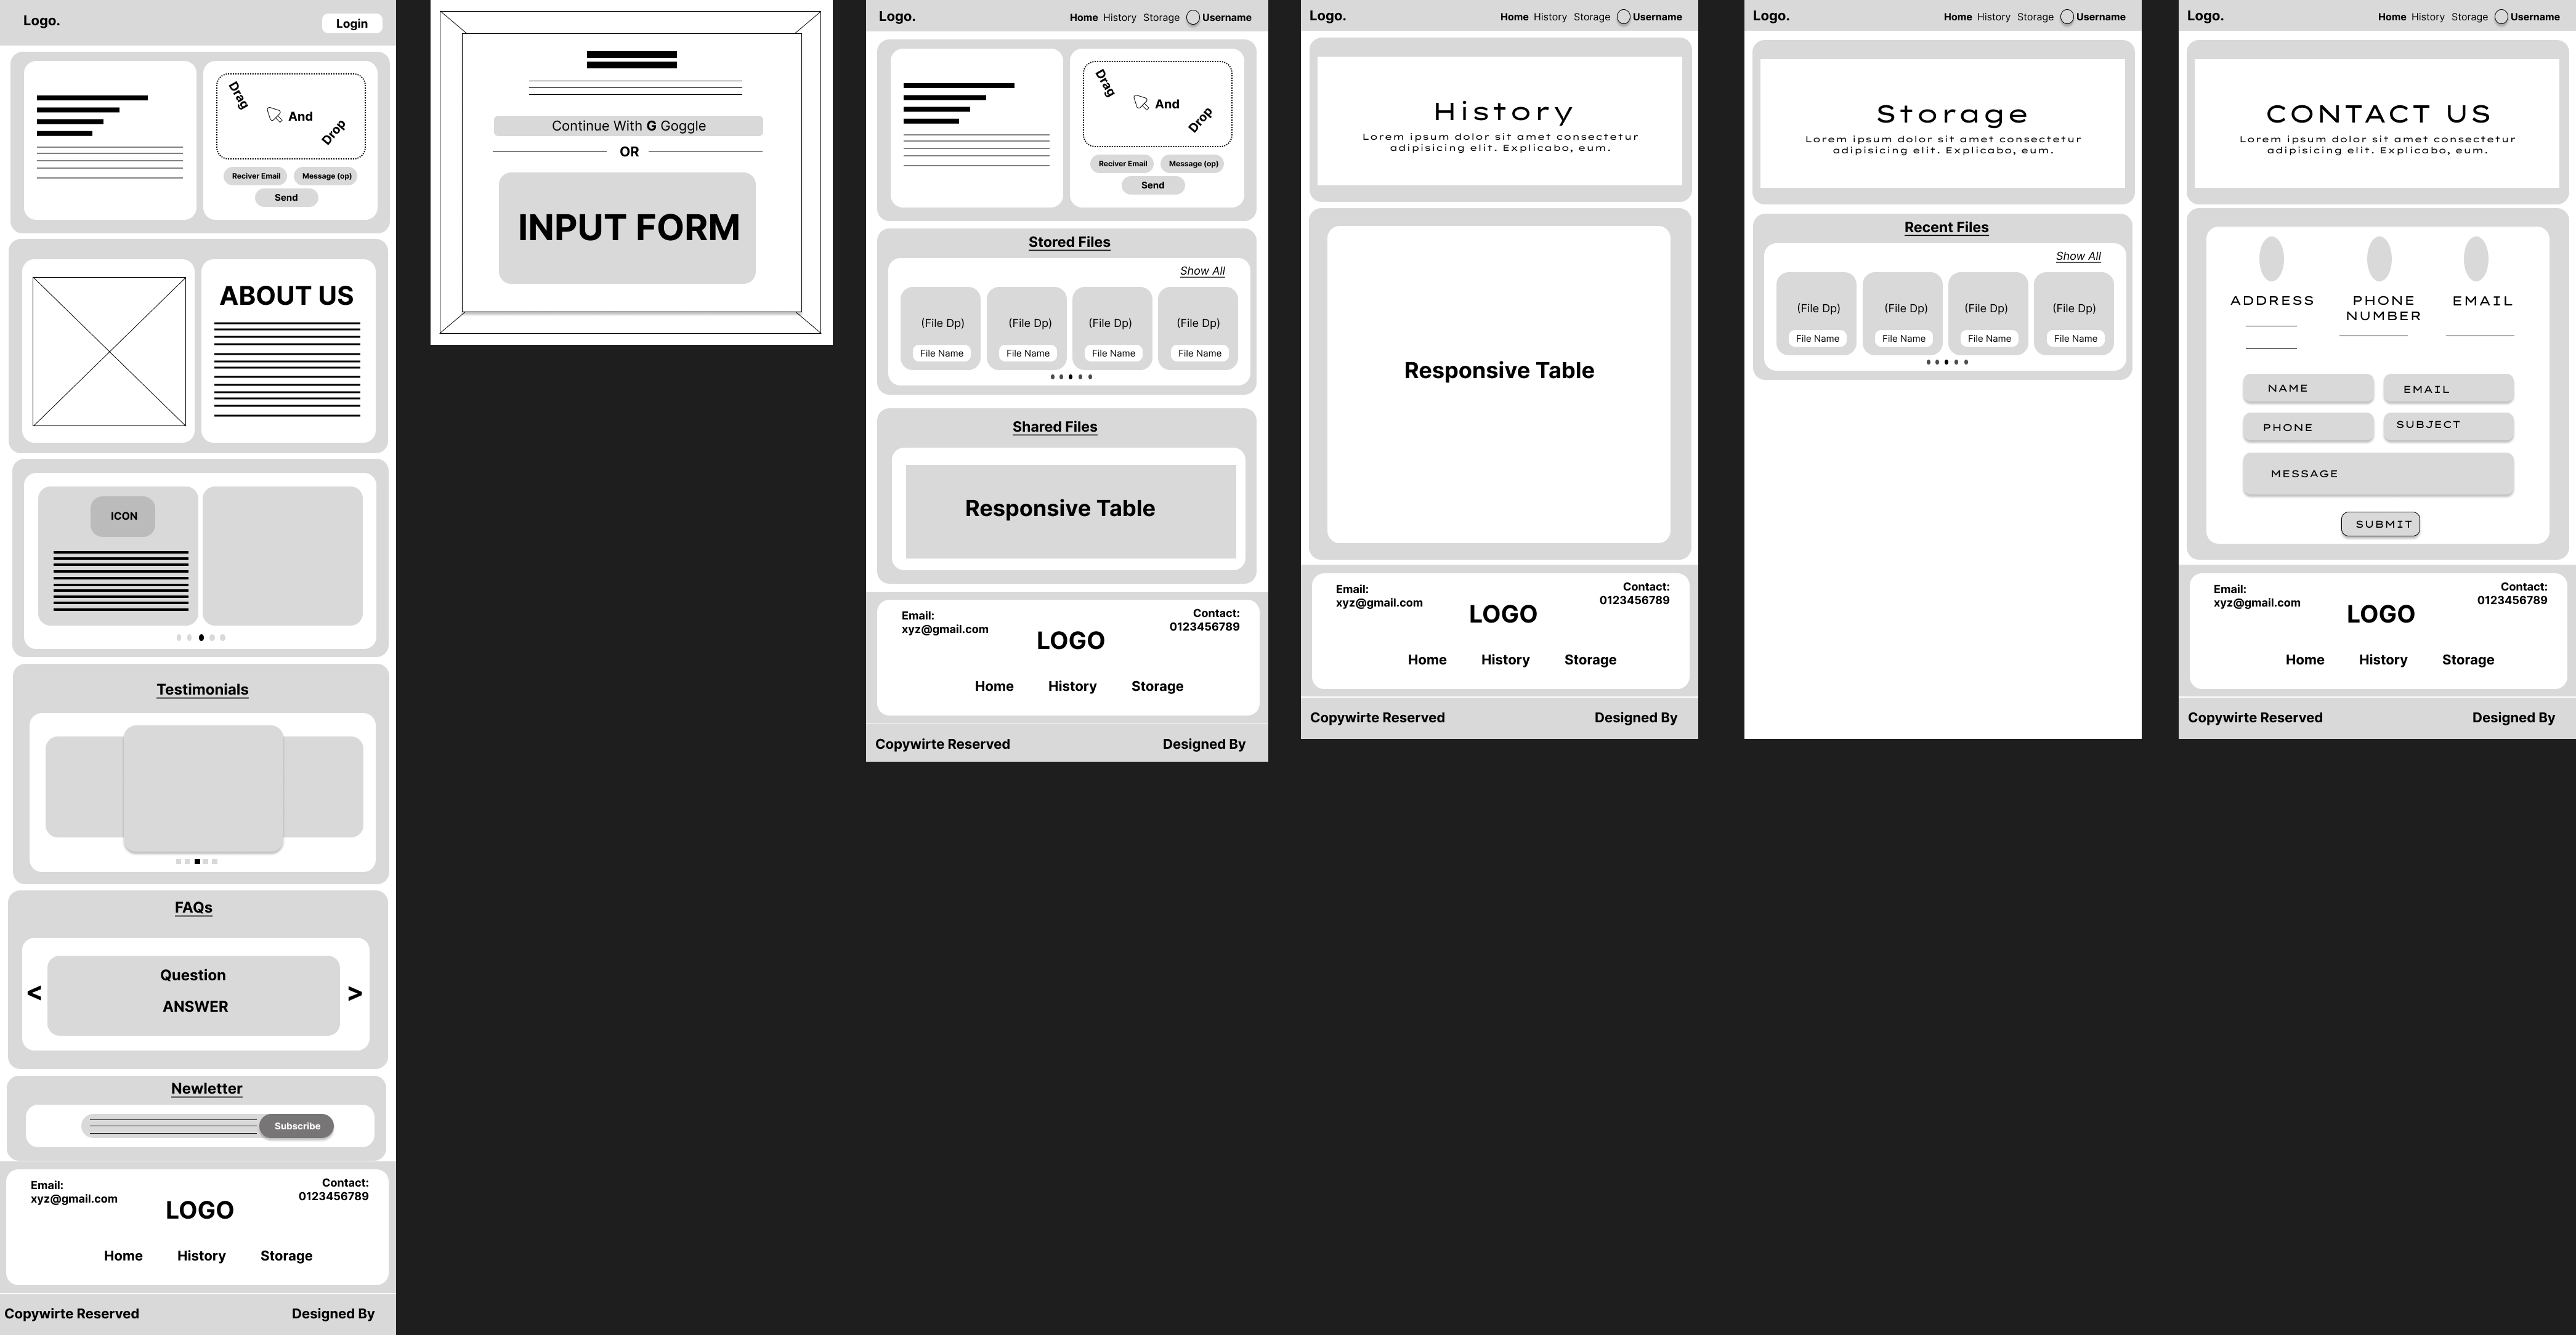 Logo.
Login
Drag
And
Drop
Reciver Email
Message (op)
Send
ABOUT US
ICON
Testimonials
FAQs
<
Question
ANSWER
>
Newletter
Subscribe
Email:
xyz@gmail.com
Contact:
0123456789
LOGO
Home
History
Storage
Copywirte Reserved
Designed By
Continue With G Goggle
OR
INPUT FORM
Logo.
Home History Storage Username
Drag
And
Drop
Reciver Email
Message (op)
Send
Stored Files
Show All
(File Dp)
(File Dp)
(File Dp)
(File Dp)
File Name
File Name
File Name
File Name
Shared Files
Responsive Table
Email:
xyz@gmail.com
Contact:
0123456789
LOGO
Home
History
Storage
Copywirte Reserved
Designed By
Logo.
Home History Storage Username
History
Lorem ipsum dolor sit amet consectetur
adipisicing elit. Explicabo, eum.
Responsive Table
Email:
xyz@gmail.com
Contact:
0123456789
LOGO
Home
History
Storage
Copywirte Reserved
Designed By
Logo.
Home History Storage Username
Storage
Lorem ipsum dolor sit amet consectetur
adipisicing elit. Explicabo, eum.
Recent Files
Show All
(File Dp)
(File Dp)
(File Dp)
(File Dp)
File Name
File Name
File Name
File Name
Logo.
Home History Storage Username
CONTACT US
Lorem ipsum dolor sit amet consectetur
adipisicing elit. Explicabo, eum.
ADDRESS
PHONE
NUMBER
EMAIL
NAME
EMAIL
PHONE
SUBJECT
MESSAGE
SUBMIT
Email:
xyz@gmail.com
Contact:
0123456789
LOGO
Home
History
Storage
Copywirte Reserved
Designed By